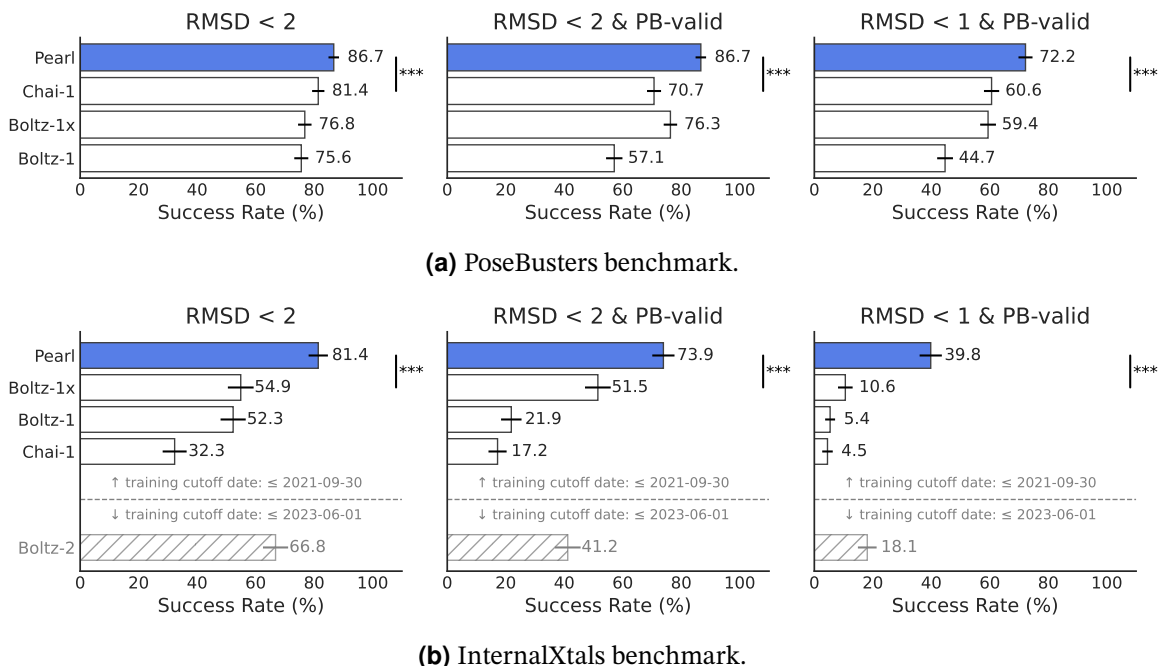 RMSD < 2
RMSD < 2 & PB-valid
RMSD < 1 & PB-valid
Pearl 86.7 86.7 72.2
*** *** ***
Chai-1 81.4 70.7 60.6
Boltz-1x 76.8 76.3 59.4
Boltz-1 75.6 57.1 44.7
0 20 40 60 80 100 0 20 40 60 80 100 0 20 40 60 80 100
Success Rate (%) Success Rate (%) Success Rate (%)
(a) PoseBusters benchmark.
RMSD < 2
RMSD < 2 & PB-valid
RMSD < 1 & PB-valid
Pearl 81.4 73.9 39.8
*** *** ***
Boltz-1x 54.9 51.5 10.6
Boltz-1 52.3 21.9 5.4
Chai-1 32.3 17.2 4.5
↑ training cutoff date: ≤ 2021-09-30 ↑ training cutoff date: ≤ 2021-09-30 ↑ training cutoff date: ≤ 2021-09-30
↓ training cutoff date: ≤ 2023-06-01 ↓ training cutoff date: ≤ 2023-06-01 ↓ training cutoff date: ≤ 2023-06-01
Boltz-2 66.8 41.2 18.1
0 20 40 60 80 100 0 20 40 60 80 100 0 20 40 60 80 100
Success Rate (%) Success Rate (%) Success Rate (%)
(b) InternalXtals benchmark.